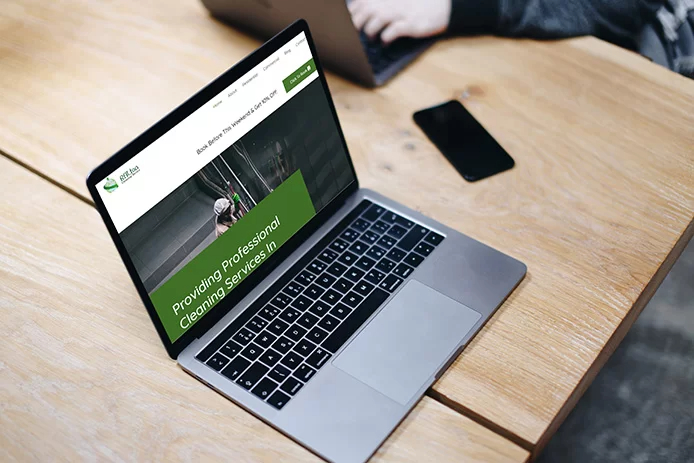 Home About Residential Commercial Blog Contact
Book Before This Weekend & Get 10% OFF
Click to Book
Providing Professional
Cleaning Services In